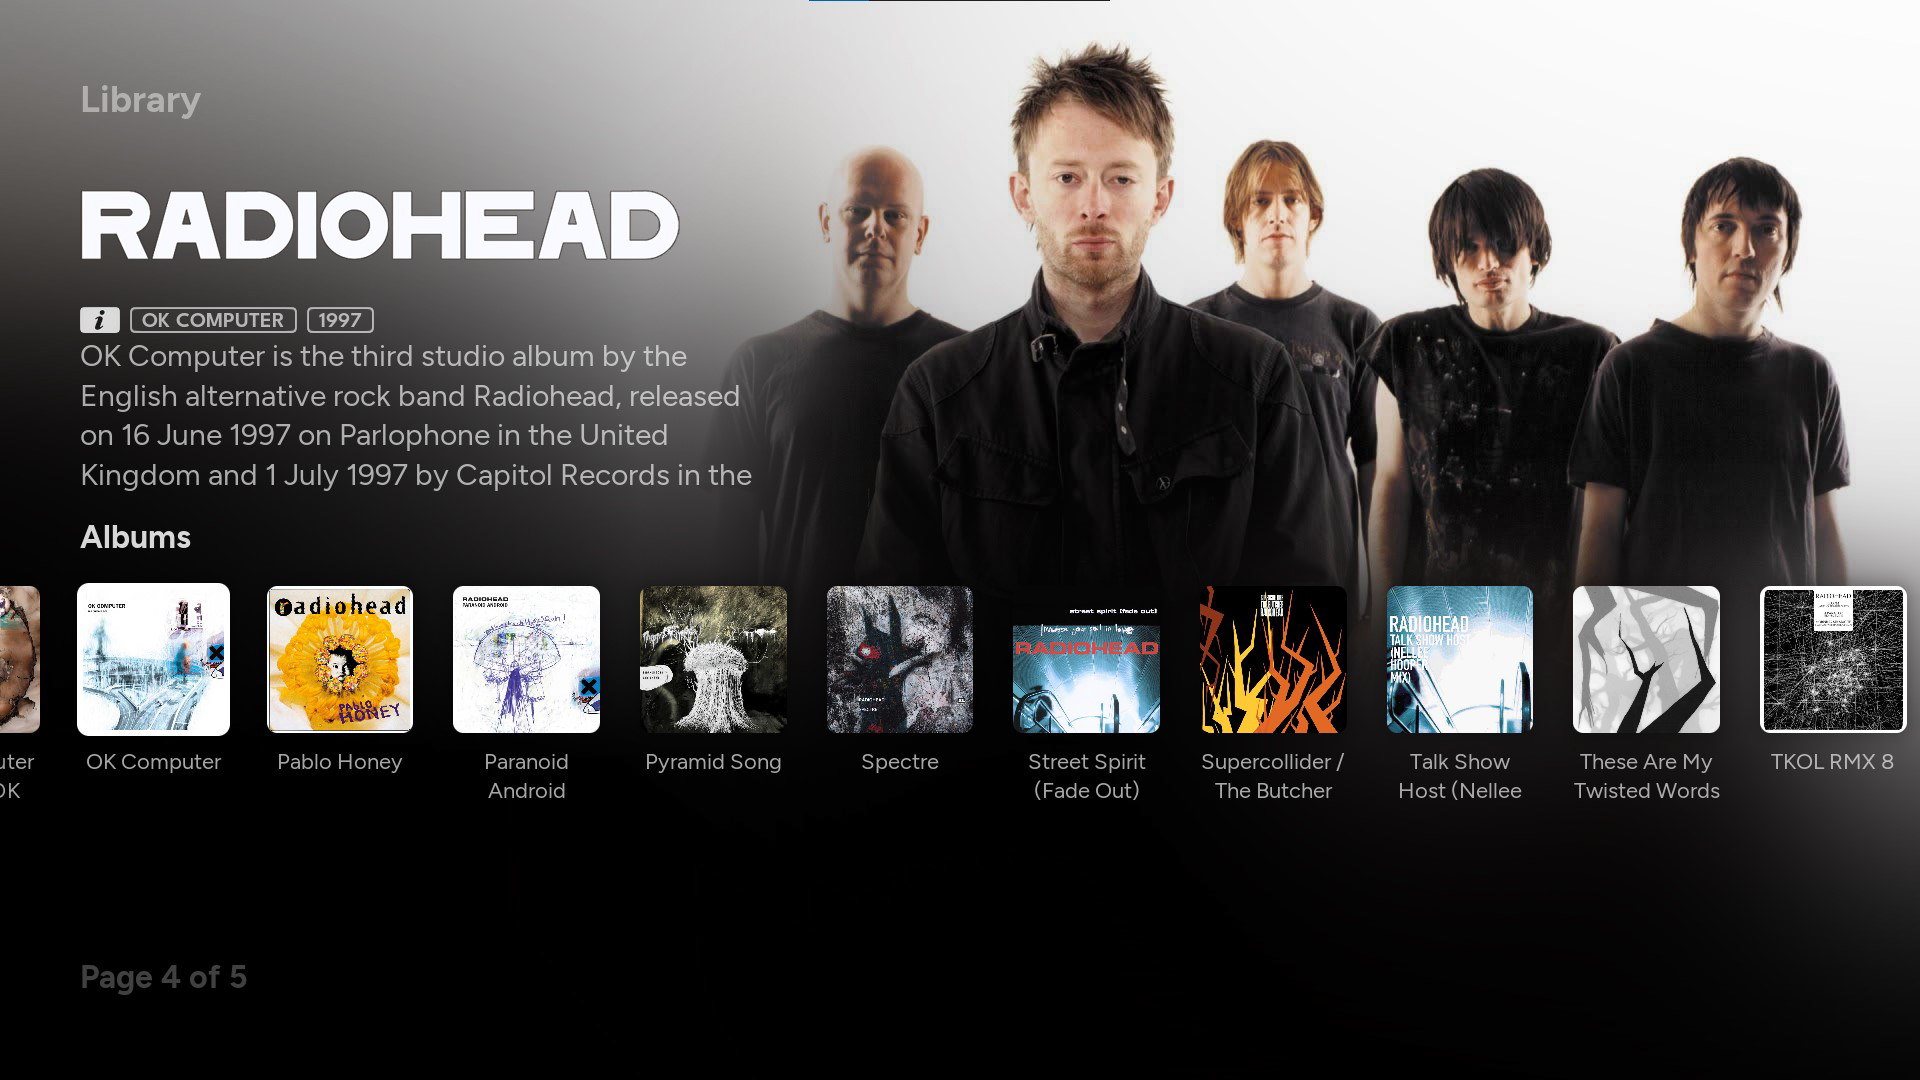 Library
RADIOHEAD
i OK COMPUTER 1997
OK Computer is the third studio album by the
English alternative rock band Radiohead, released
on 16 June 1997 on Parlophone in the United
Kingdom and 1 July 1997 by Capitol Records in the
Albums
OK COMPUTER
radiohead
PABLO
HONEY
RADIOHEAD
PARANOID ANDROID
RADIOHEAD
SPECTRE
street spirit (fade out)
RADIOHEAD
RADIOHEAD
TALK SHOW HOST
(NELLEE
HOOPER
MIX)
RADIOHEAD
uter
OK
OK Computer
Pablo Honey
Paranoid
Android
Pyramid Song
Spectre
Street Spirit
(Fade Out)
Supercollider /
The Butcher
Talk Show
Host (Nellee
These Are My
Twisted Words
TKOL RMX 8
Page 4 of 5